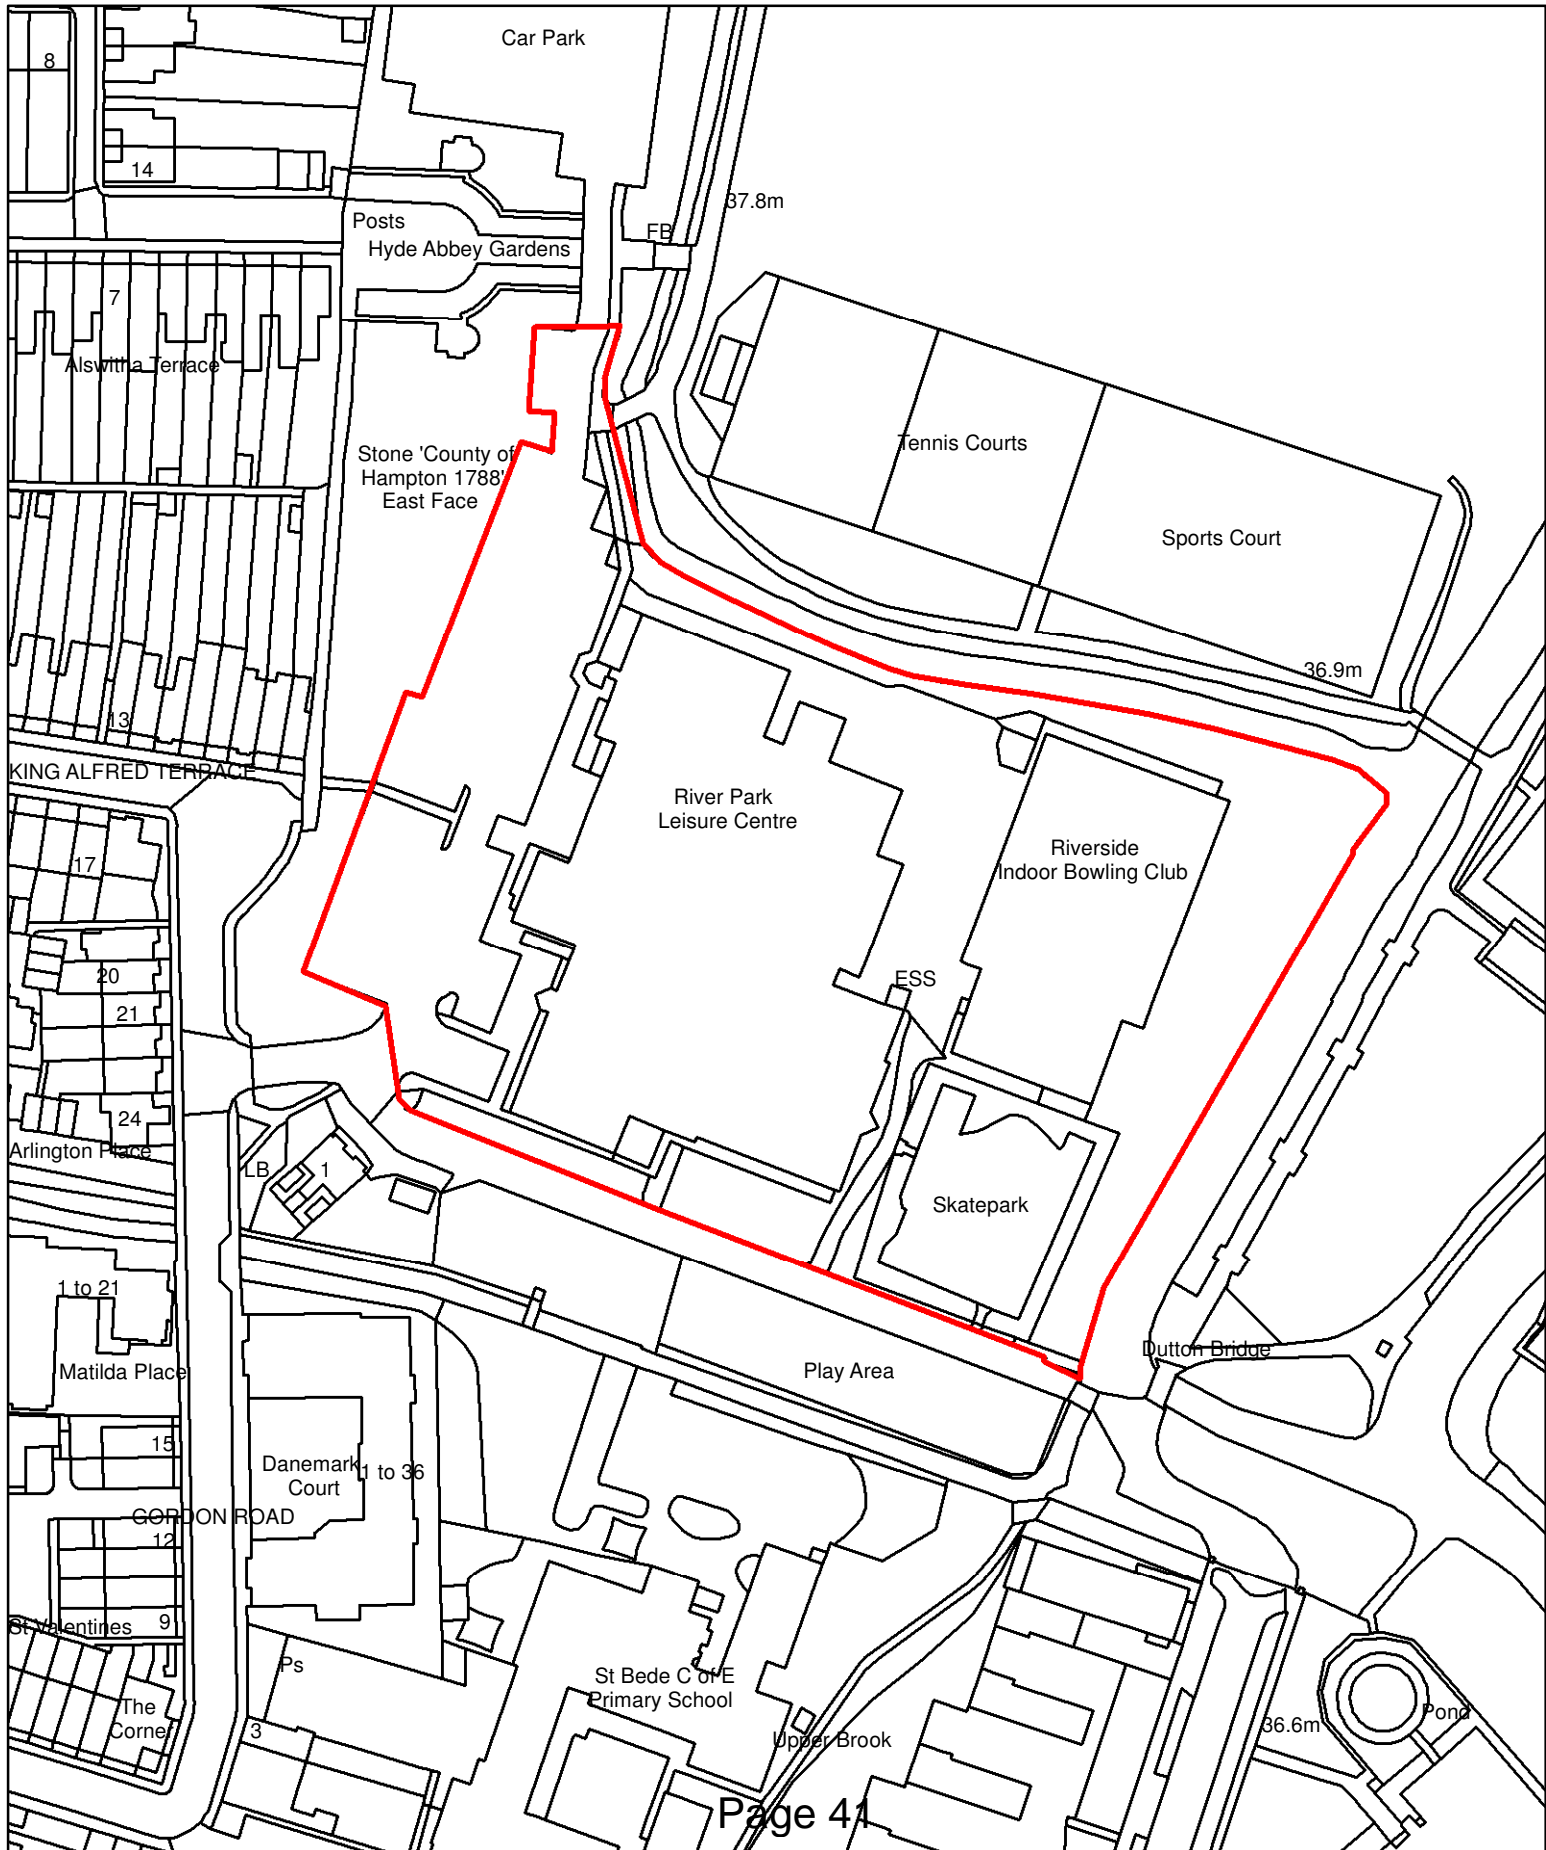 Car Park
8
14
37.8m
Posts
FB
Hyde Abbey Gardens
7
Alswitha Terrace
Tennis Courts
Stone 'County of
Hampton 1788'
East Face
Sports Court
36.9m
13
KING ALFRED TERRACE
River Park
Leisure Centre
Riverside
Indoor Bowling Club
17
20
ESS
21
24
Arlington Place
LB
1
Skatepark
1 to 21
Dutton Bridge
Matilda Place
Play Area
15
Danemark
Court
1 to 36
GORDON ROAD
12
St Valentines
9
Ps
St Bede C of E
Primary School
The
Corner
3
Upper Brook
36.6m
Pond
Page 41